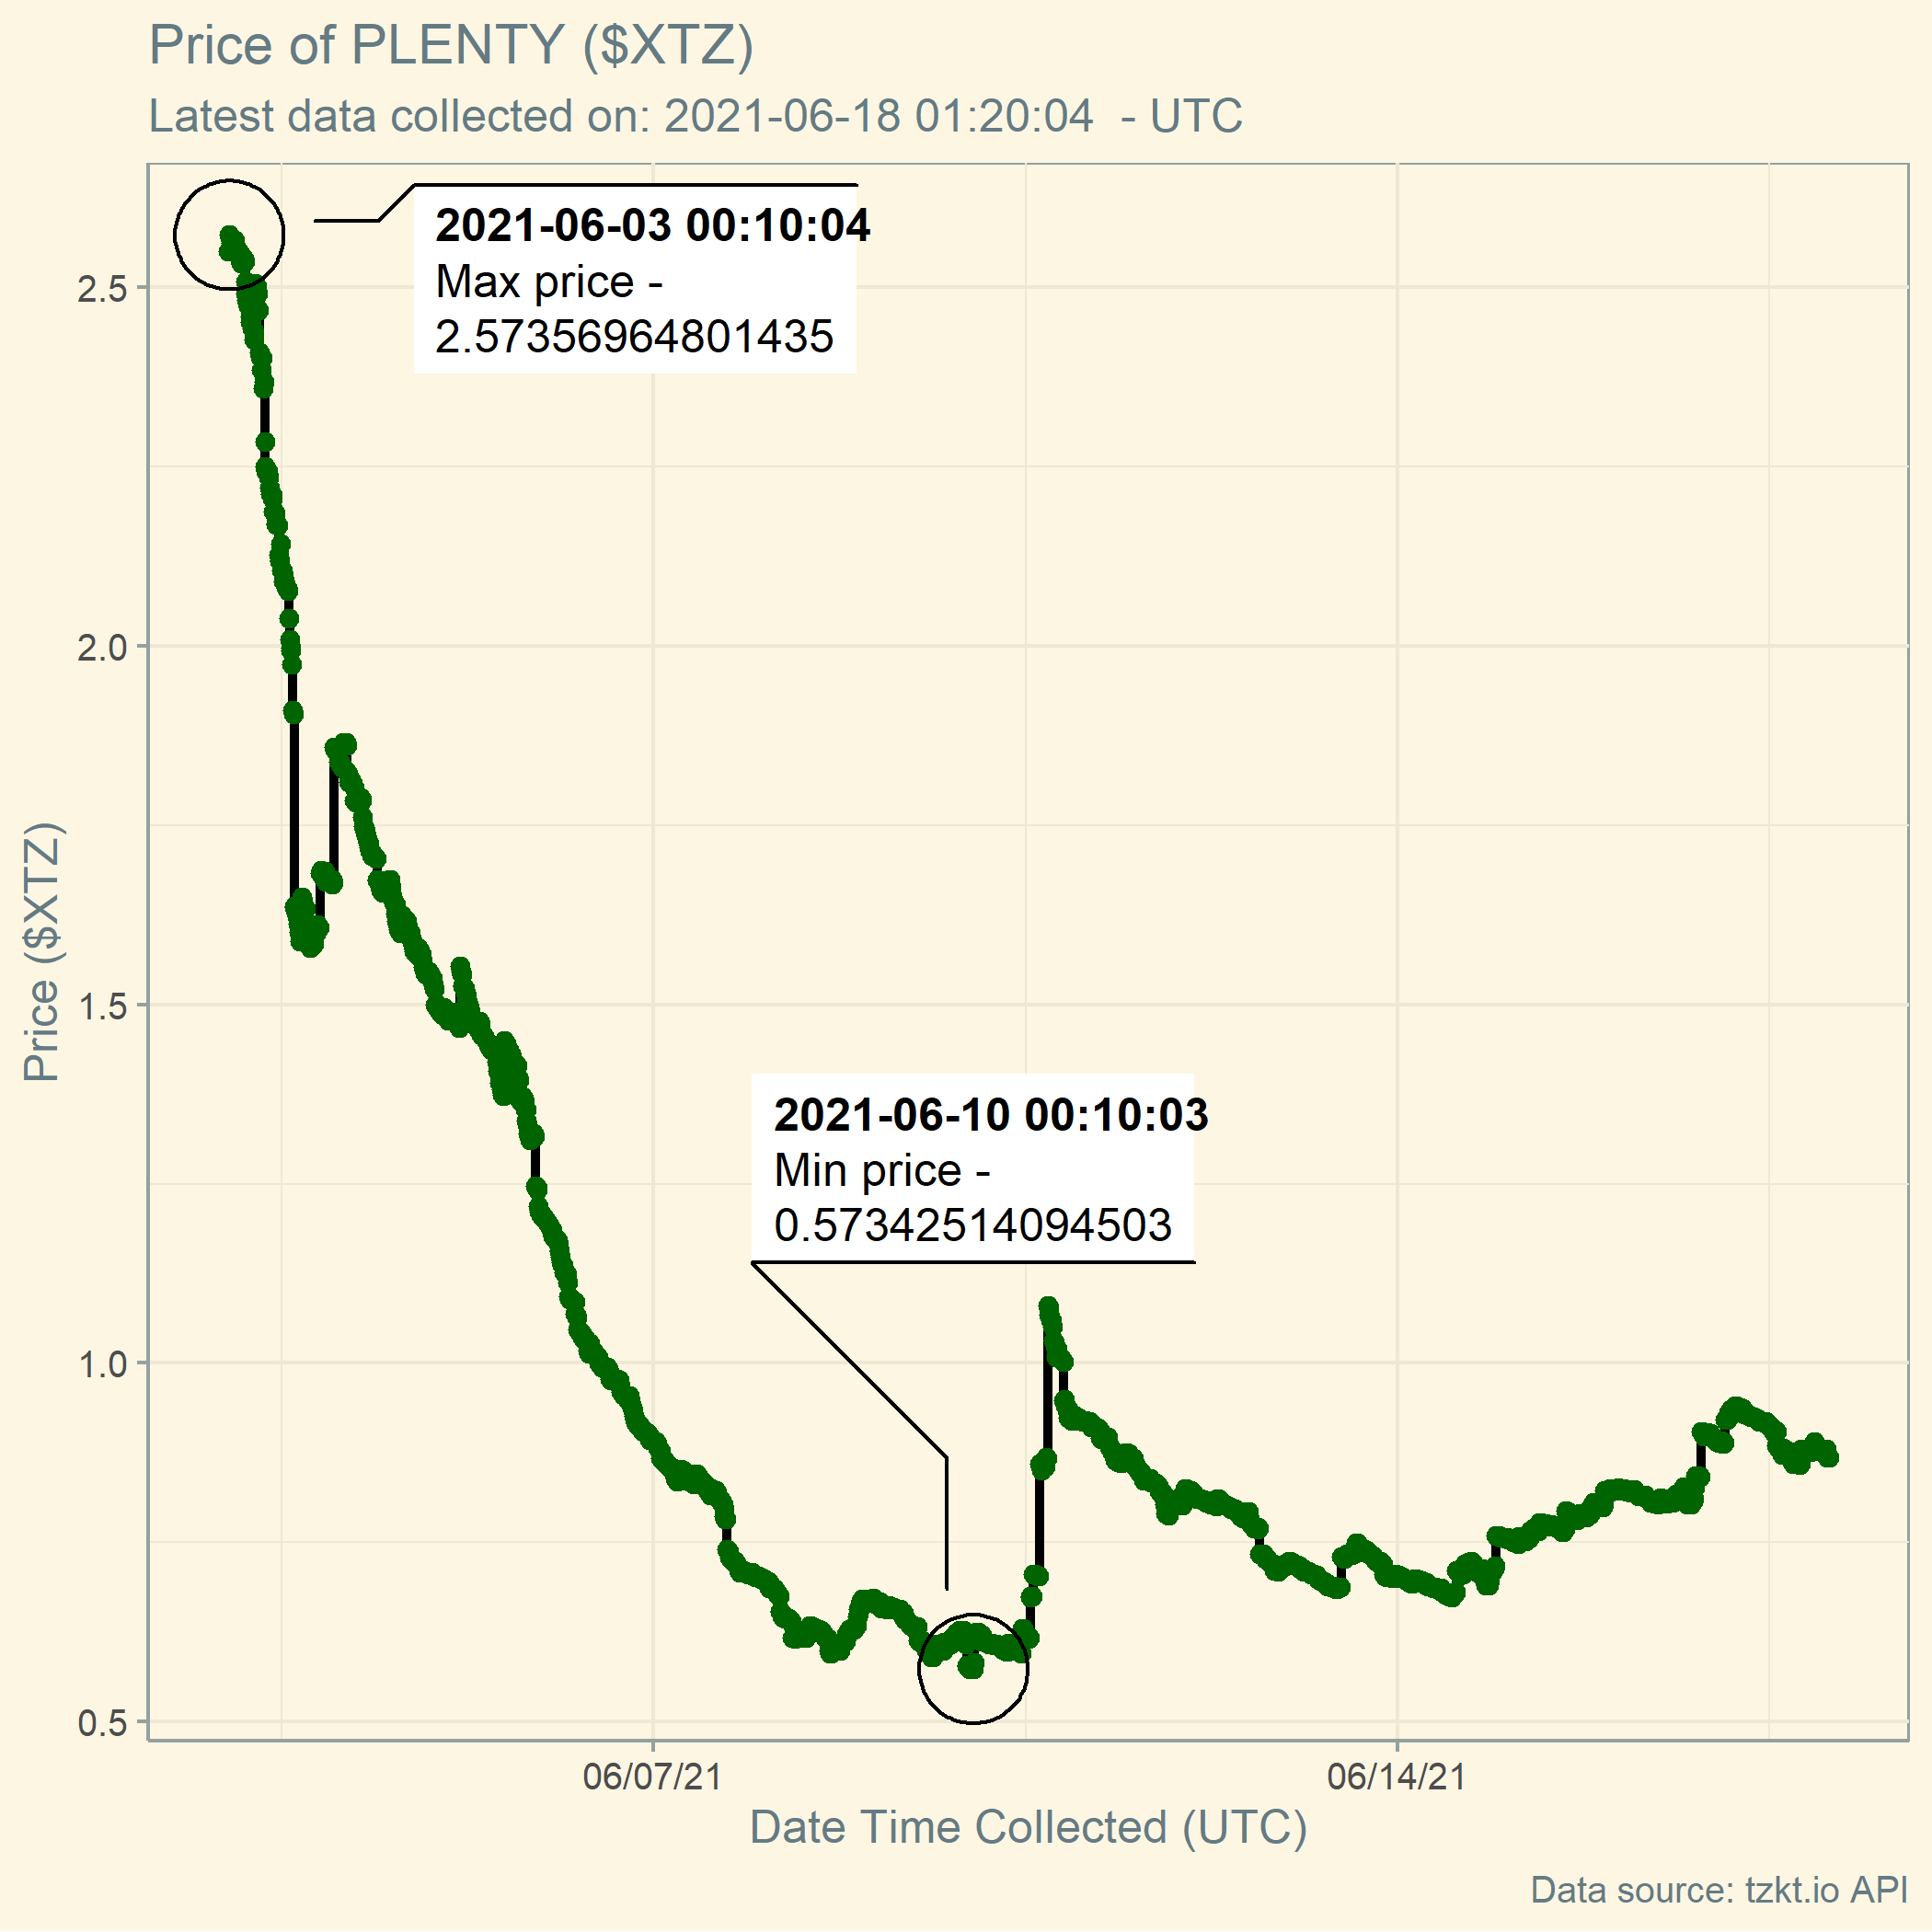 Price of PLENTY ($XTZ)
Latest data collected on: 2021-06-18 01:20:04  - UTC
2021-06-03 00:10:04
Max price -
2.57356964801435
2.5
2.0
1.5
1.0
0.5
Price ($XTZ)
2021-06-10 00:10:03
Min price -
0.57342514094503
06/07/21
06/14/21
Date Time Collected (UTC)
Data source: tzkt.io API